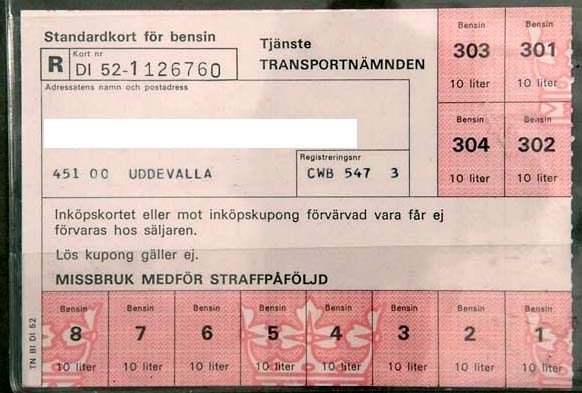 Standardkort för bensin
Tjänste
TRANSPORTNÄMNDEN
R
Kort nr
DI 52-1126760
Adressatens namn och postadress
451 00 UDDEVALLA
Registreringsnr
CWB 547 3
Inköpskortet eller mot inköpskupong förvärvad vara får ej
förvaras hos säljaren.
Lös kupong gäller ej.
MISSBRUK MEDFÖR STRAFFPÅFÖLJD
TN BI DI 52
Bensin
303
10 liter
Bensin
301
10 liter
Bensin
304
10 liter
Bensin
302
10 liter
Bensin
8
10 liter
Bensin
7
10 liter
Bensin
6
10 liter
Bensin
5
10 liter
Bensin
4
10 liter
Bensin
3
10 liter
Bensin
2
10 liter
Bensin
1
10 liter